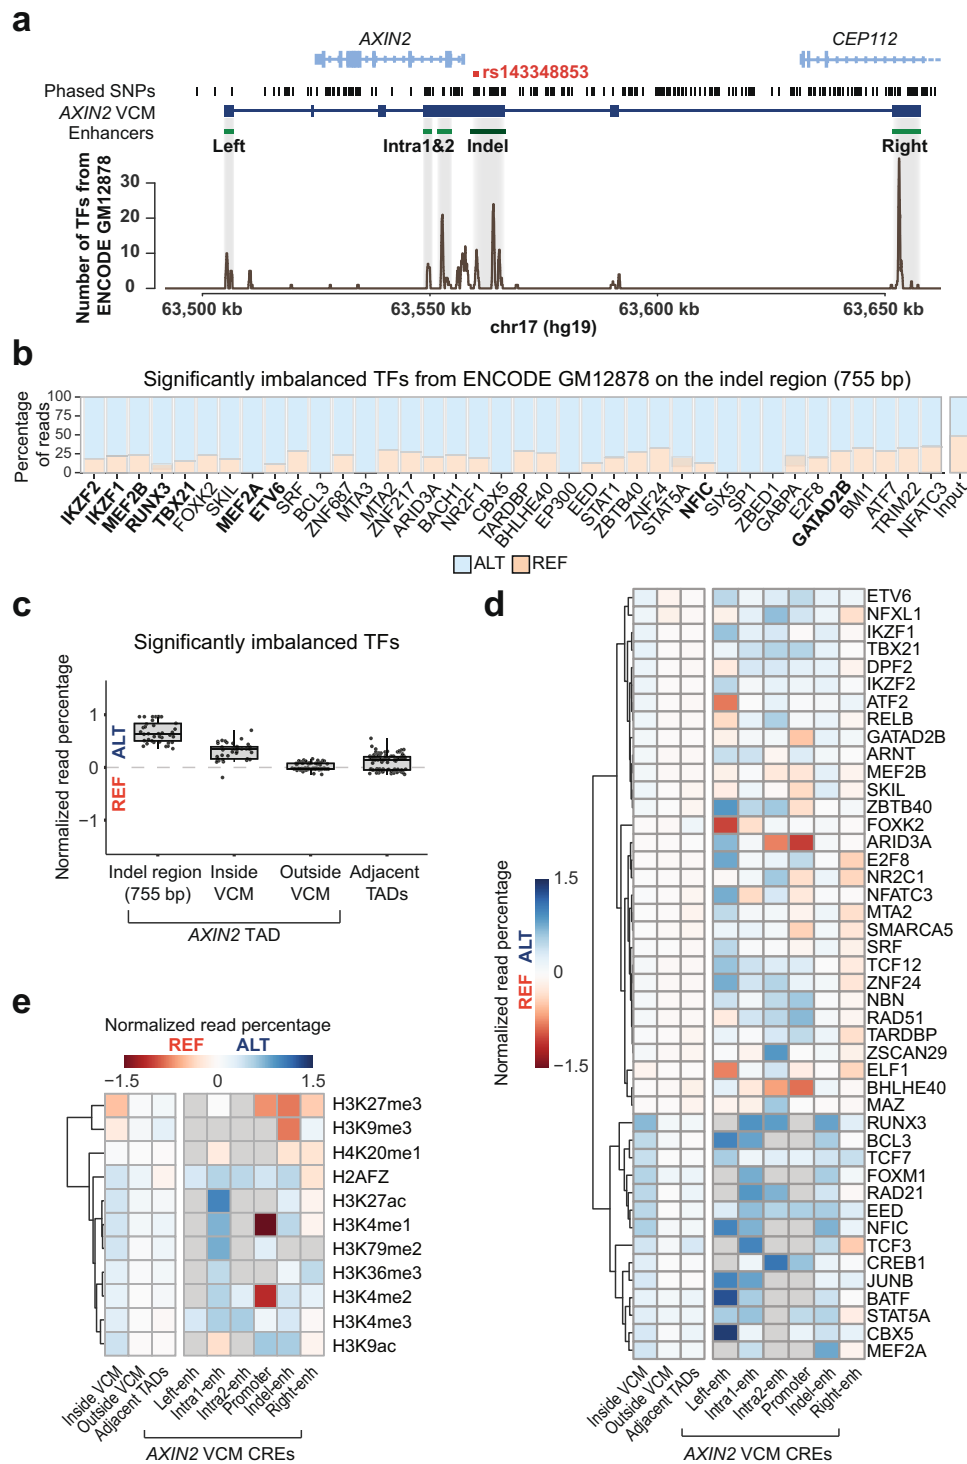 a
AXIN2
CEP112
rs143348853
Phased SNPs
AXIN2 VCM
Enhancers
Left
Intra1&2
Indel
Right
Number of TFs from
ENCODE GM12878
30
20
10
0
63,500 kb
63,550 kb
63,600 kb
63,650 kb
chr17 (hg19)
b
Significantly imbalanced TFs from ENCODE GM12878 on the indel region (755 bp)
Percentage
of reads
100
75
50
25
0
IKZF2
IKZF1
MEF2B
RUNX3
TBX21
FOXK2
SKIL
MEF2A
ETV6
SRF
BCL3
ZNF687
MTA3
MTA2
ZNF217
ARID3A
BACH1
NR2F1
CBX5
TARDBP
BHLHE40
EP300
EED
STAT1
ZBTB40
ZNF24
STAT5A
NFIC
SIX5
SP1
ZBED1
GABPA
E2F8
GATAD2B
BMI1
ATF7
TRIM22
NFATC3
Input
ALT
REF
c
Significantly imbalanced TFs
Normalized read percentage
REF
ALT
1
0
−1
Indel region
(755 bp)
Inside
VCM
Outside
VCM
Adjacent
TADs
AXIN2 TAD
d
Normalized read percentage
REF
ALT
1.5
0
−1.5
ETV6
NFXL1
IKZF1
TBX21
DPF2
IKZF2
ATF2
RELB
GATAD2B
ARNT
MEF2B
SKIL
ZBTB40
FOXK2
ARID3A
E2F8
NR2C1
NFATC3
MTA2
SMARCA5
SRF
TCF12
ZNF24
NBN
RAD51
TARDBP
ZSCAN29
ELF1
BHLHE40
MAZ
RUNX3
BCL3
TCF7
FOXM1
RAD21
EED
NFIC
TCF3
CREB1
JUNB
BATF
STAT5A
CBX5
MEF2A
Inside VCM
Outside VCM
Adjacent TADs
Left-enh
Intra1-enh
Intra2-enh
Promoter
Indel-enh
Right-enh
AXIN2 VCM CREs
e
Normalized read percentage
REF
ALT
−1.5
0
1.5
H3K27me3
H3K9me3
H4K20me1
H2AFZ
H3K27ac
H3K4me1
H3K79me2
H3K36me3
H3K4me2
H3K4me3
H3K9ac
Inside VCM
Outside VCM
Adjacent TADs
Left-enh
Intra1-enh
Intra2-enh
Promoter
Indel-enh
Right-enh
AXIN2 VCM CREs